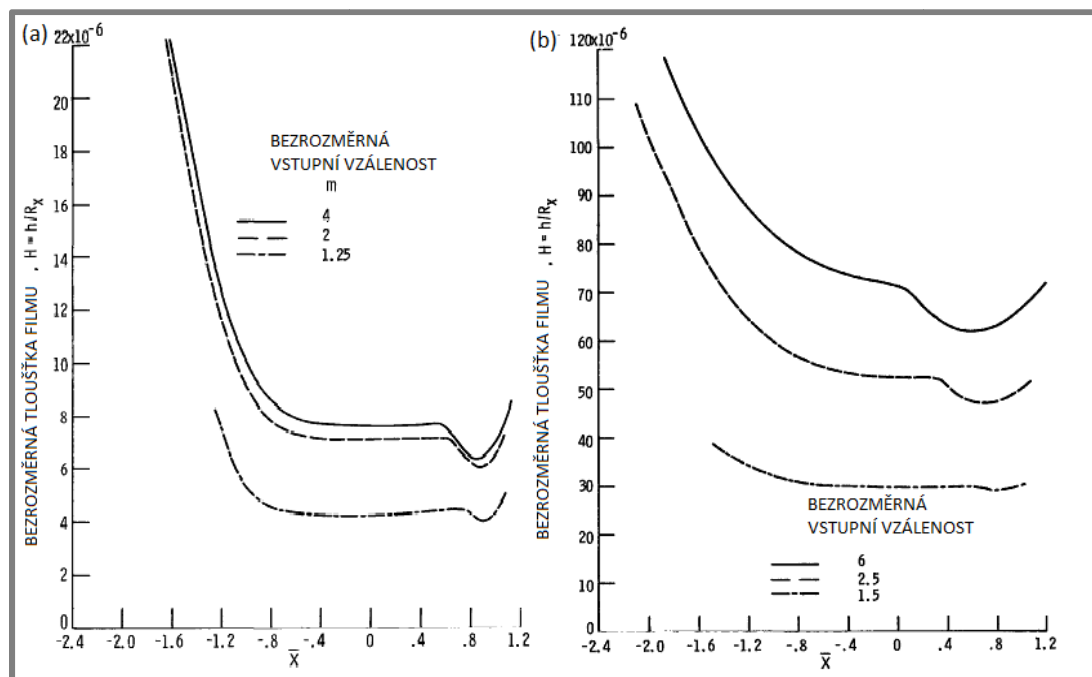 (a)
22x10⁻⁶
20
18
16
14
12
10
8
6
4
2
0
BEZROZMĚRNÁ TLOUŠŤKA FILMU , H = h/Rx
BEZROZMĚRNÁ
VSTUPNÍ VZÁLENOST
m
4
2
1.25
-2.4 -2.0 -1.6 -1.2 -.8 -.4 0 .4 .8 1.2
X̅
(b)
120x10⁻⁶
110
100
90
80
70
60
50
40
30
20
10
0
BEZROZMĚRNÁ TLOUŠŤKA FILMU , H = h/Rx
BEZROZMĚRNÁ
VSTUPNÍ VZÁLENOST
6
2.5
1.5
-2.4 -2.0 -1.6 -1.2 -.8 -.4 0 .4 .8 1.2
X̅